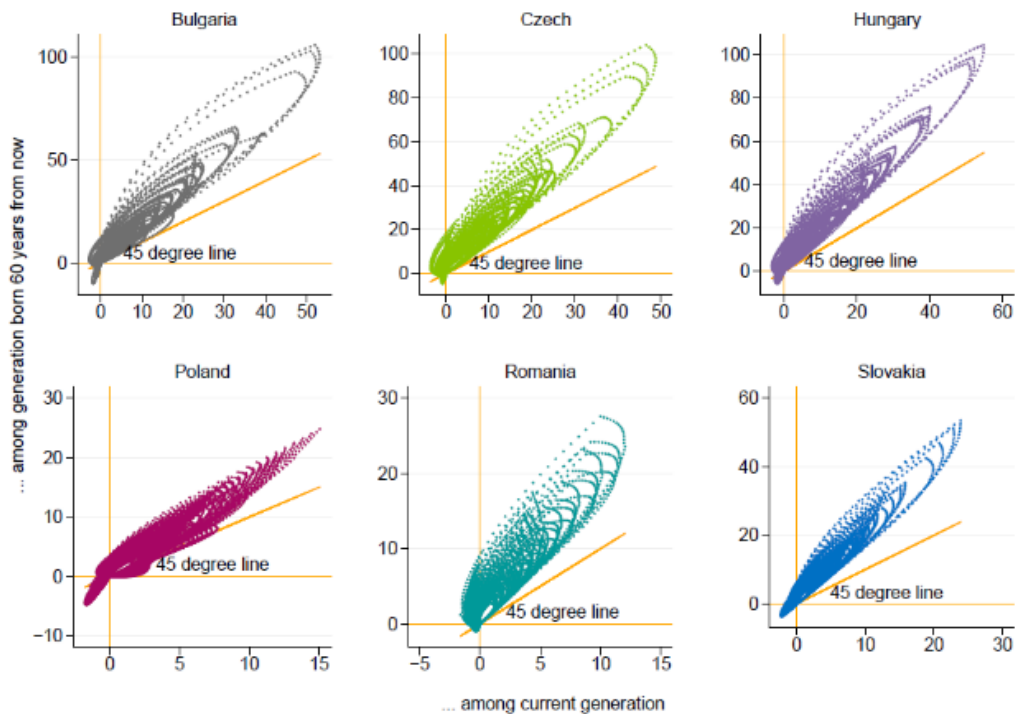 Bulgaria
Czech
Hungary
... among generation born 60 years from now
100
50
0
45 degree line
0 10 20 30 40 50
100
80
60
40
20
0
45 degree line
0 10 20 30 40 50
100
80
60
40
20
0
45 degree line
0 20 40 60
Poland
Romania
Slovakia
30
20
10
0
−10
45 degree line
0 5 10 15
30
20
10
0
45 degree line
−5 0 5 10 15
60
40
20
0
45 degree line
0 10 20 30
... among current generation